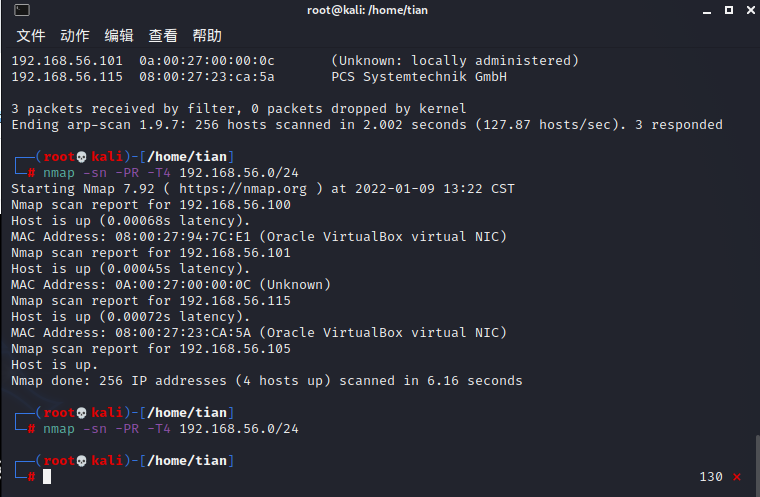 root@kali: /home/tian
文件 动作 编辑 查看 帮助
192.168.56.101 0a:00:27:00:00:0c (Unknown: locally administered)
192.168.56.115 08:00:27:23:ca:5a PCS Systemtechnik GmbH
3 packets received by filter, 0 packets dropped by kernel
Ending arp-scan 1.9.7: 256 hosts scanned in 2.002 seconds (127.87 hosts/sec). 3 responded
┌──(root💀kali)-[/home/tian]
└─# nmap -sn -PR -T4 192.168.56.0/24
Starting Nmap 7.92 ( https://nmap.org ) at 2022-01-09 13:22 CST
Nmap scan report for 192.168.56.100
Host is up (0.00068s latency).
MAC Address: 08:00:27:94:7C:E1 (Oracle VirtualBox virtual NIC)
Nmap scan report for 192.168.56.101
Host is up (0.00045s latency).
MAC Address: 0A:00:27:00:00:0C (Unknown)
Nmap scan report for 192.168.56.115
Host is up (0.00072s latency).
MAC Address: 08:00:27:23:CA:5A (Oracle VirtualBox virtual NIC)
Nmap scan report for 192.168.56.105
Host is up.
Nmap done: 256 IP addresses (4 hosts up) scanned in 6.16 seconds
┌──(root💀kali)-[/home/tian]
└─# nmap -sn -PR -T4 192.168.56.0/24
┌──(root💀kali)-[/home/tian]
└─# 130 ⨯